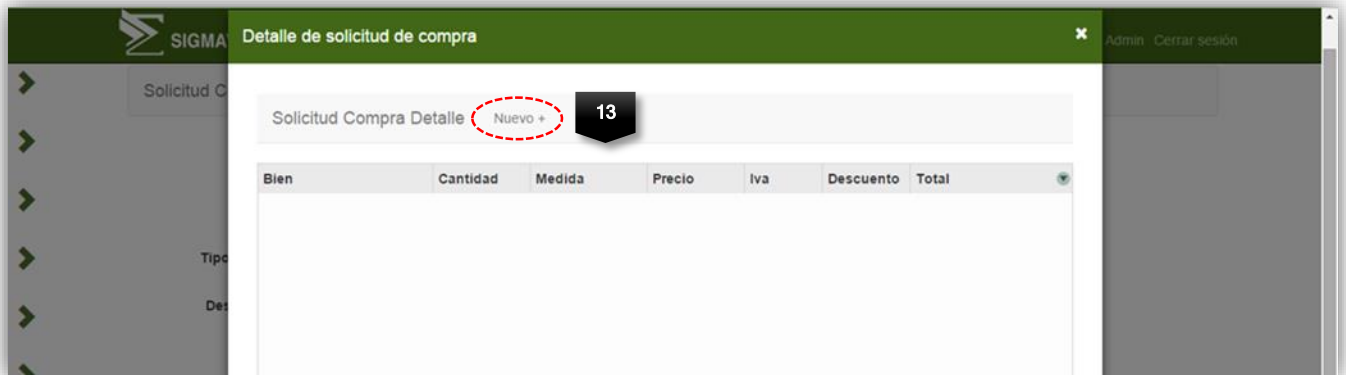 SIGMA
Detalle de solicitud de compra
Admin Cerrar sesión
Solicitud C
Solicitud Compra Detalle Nuevo + 13
Bien Cantidad Medida Precio Iva Descuento Total
Tipo
Des